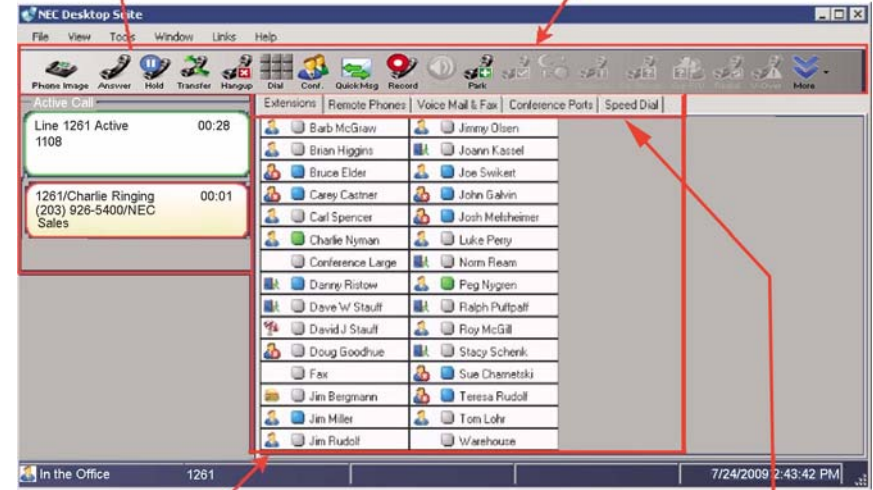 NEC Desktop Suite
File View Tools Window Links Help
Phone Image Answer Hold Transfer Hangup Dial Conf. QuickMsg Record Park More
Active Call
Extensions Remote Phones Voice Mail & Fax Conference Ports Speed Dial
Line 1261 Active 00:28
1108
1261/Charlie Ringing 00:01
(203) 926-5400/NEC
Sales
Barb McGraw Jimmy Olsen
Brian Higgins Joann Kassel
Bruce Elder Joe Swikert
Carey Castner John Galvin
Carl Spencer Josh Melsheimer
Charlie Nyman Luke Perry
Conference Large Norm Ream
Danny Ristow Peg Nygren
Dave W Stauff Ralph Puffpaff
David J Stauff Roy McGill
Doug Goodhue Stacy Schenk
Fax Sue Charnetski
Jim Bergmann Teresa Rudolf
Jim Miller Tom Lohr
Jim Rudolf Warehouse
In the Office 1261 7/24/2009 2:43:42 PM